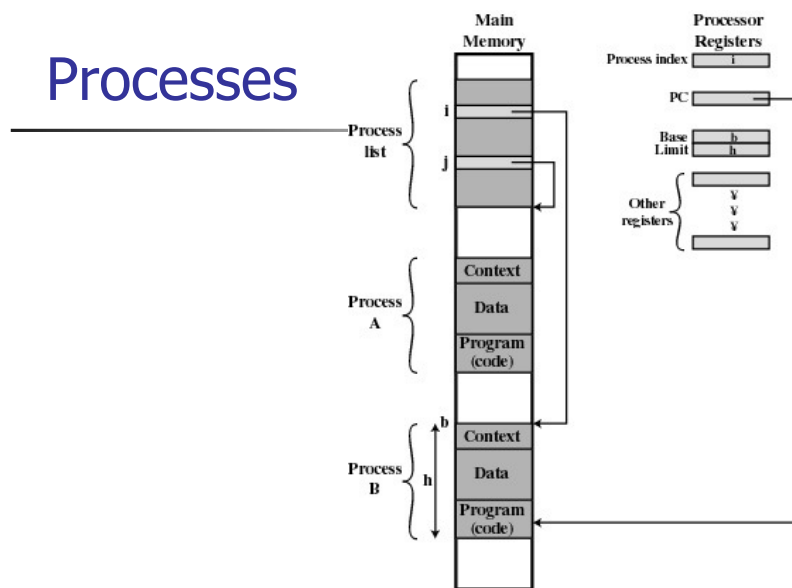 Processes
Main
Memory
Process
list
i
j
Process
A
Context
Data
Program
(code)
Process
B
b
h
Context
Data
Program
(code)
Processor
Registers
Process index
i
PC
Base
b
Limit
h
Other
registers
¥
¥
¥